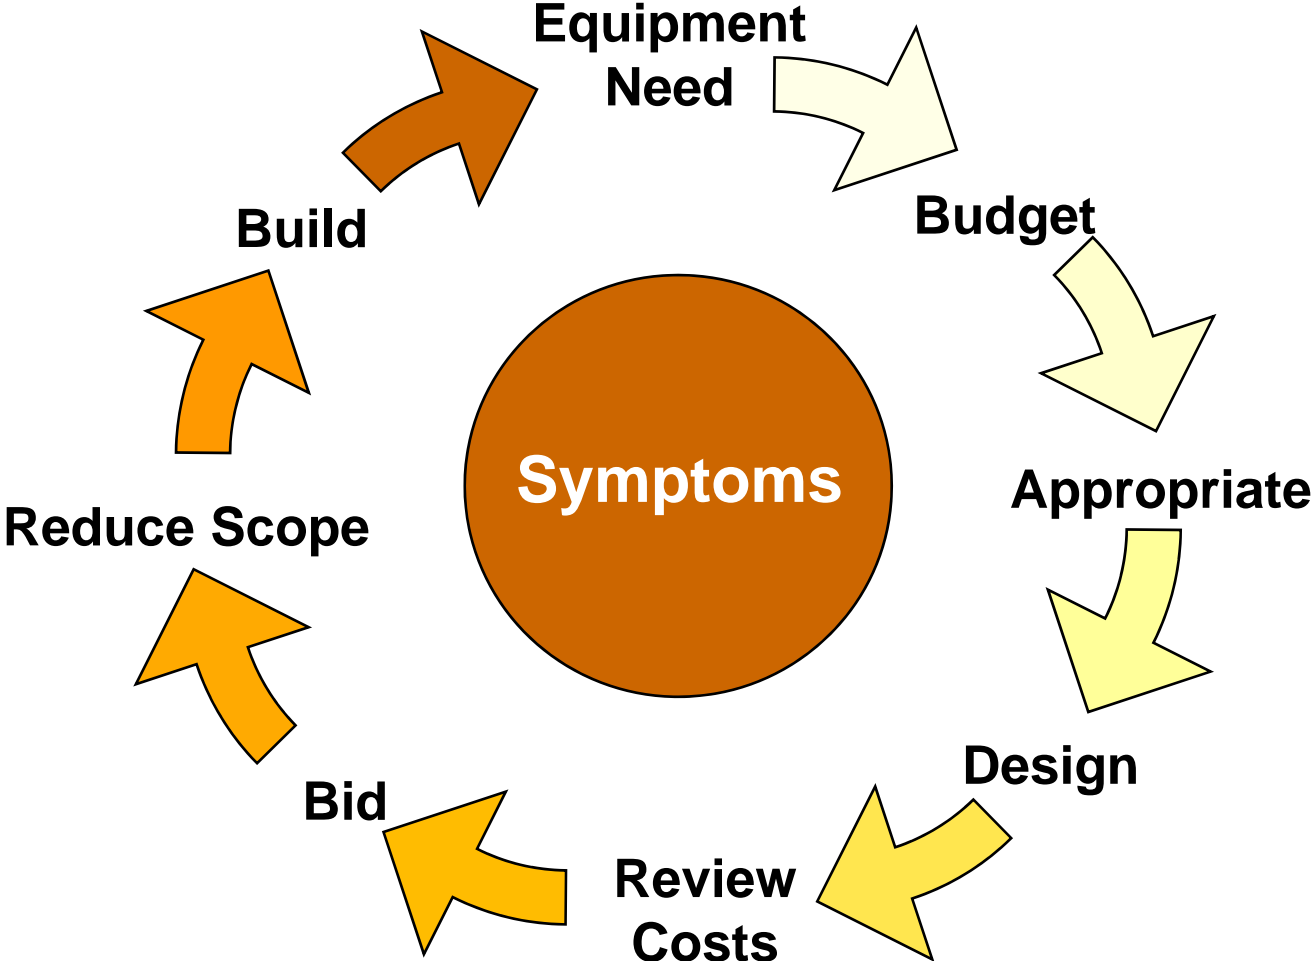 Equipment
Need
Budget
Appropriate
Design
Review
Costs
Bid
Reduce Scope
Build
Symptoms